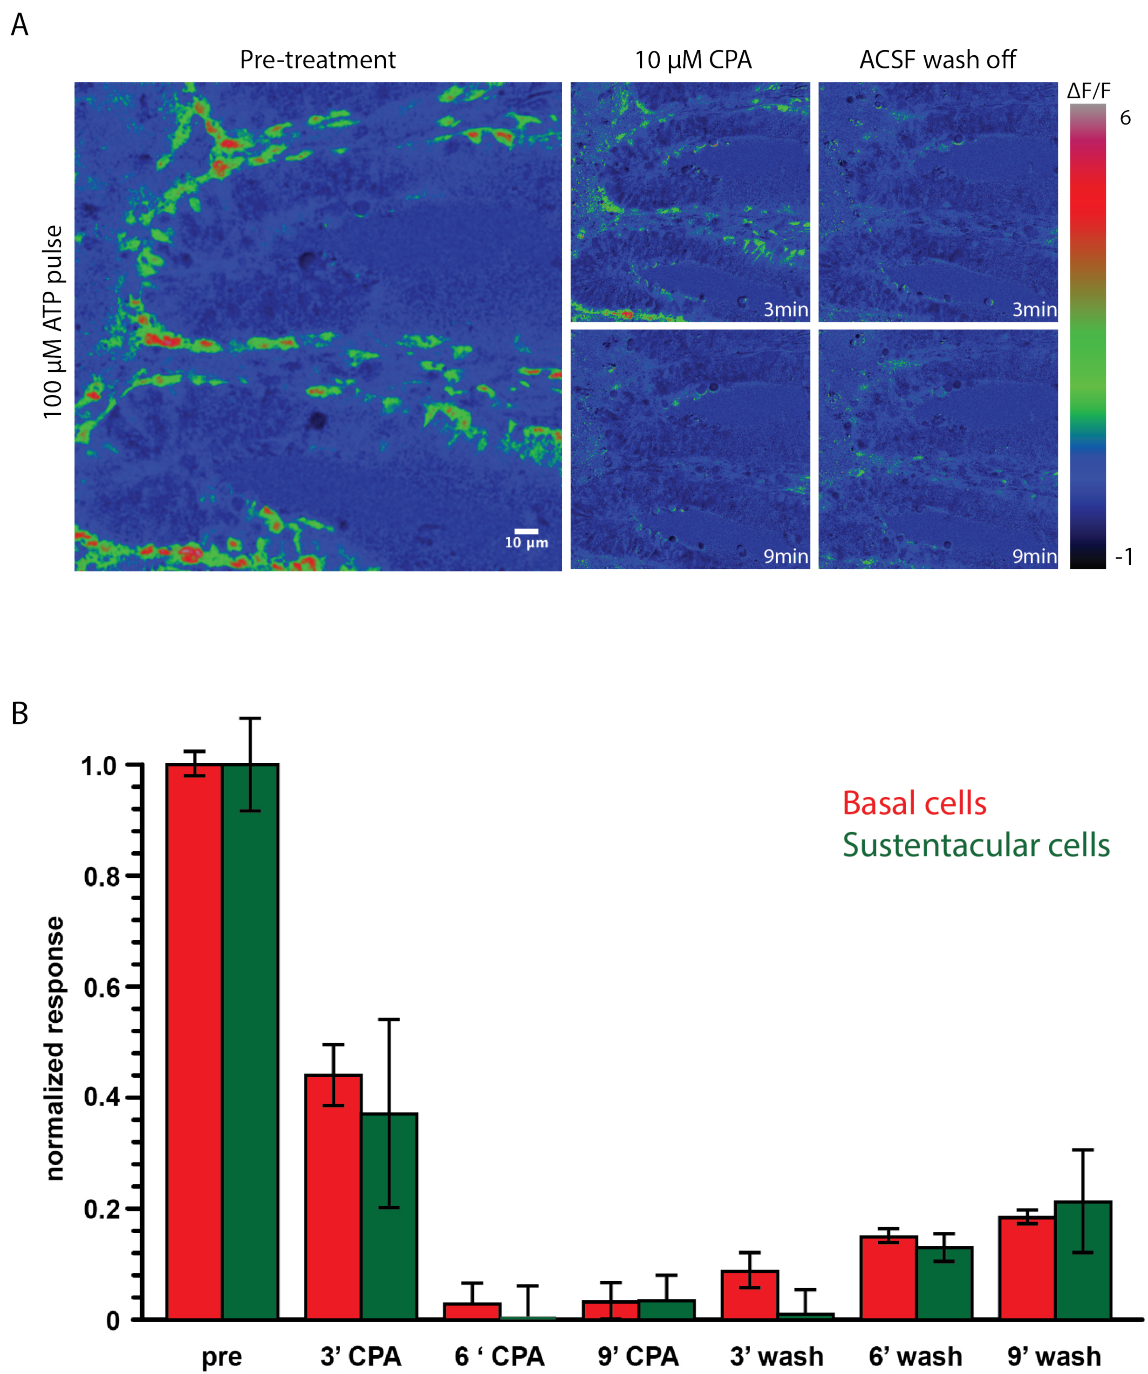 A
Pre-treatment
10 µM CPA
ACSF wash off
ΔF/F
6
100 µM ATP pulse
3min
3min
10 µm
9min
9min
-1
B
1.0
Basal cells
Sustentacular cells
0.8
normalized response
0.6
0.4
0.2
0
pre
3’ CPA
6 ‘ CPA
9’ CPA
3’ wash
6’ wash
9’ wash